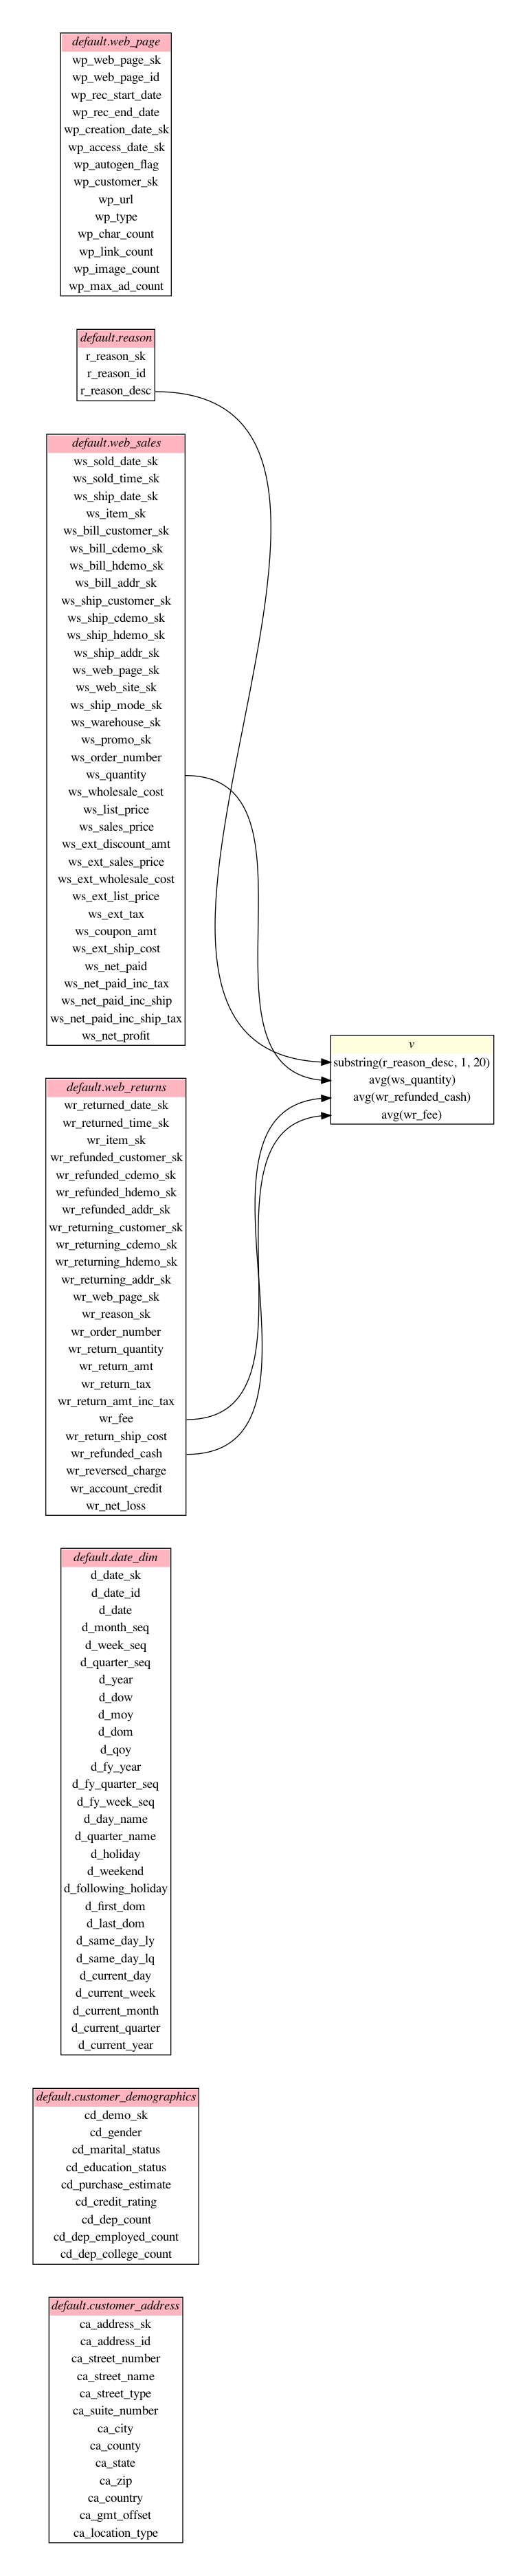 default.web_page
wp_web_page_sk
wp_web_page_id
wp_rec_start_date
wp_rec_end_date
wp_creation_date_sk
wp_access_date_sk
wp_autogen_flag
wp_customer_sk
wp_url
wp_type
wp_char_count
wp_link_count
wp_image_count
wp_max_ad_count
default.reason
r_reason_sk
r_reason_id
r_reason_desc
default.web_sales
ws_sold_date_sk
ws_sold_time_sk
ws_ship_date_sk
ws_item_sk
ws_bill_customer_sk
ws_bill_cdemo_sk
ws_bill_hdemo_sk
ws_bill_addr_sk
ws_ship_customer_sk
ws_ship_cdemo_sk
ws_ship_hdemo_sk
ws_ship_addr_sk
ws_web_page_sk
ws_web_site_sk
ws_ship_mode_sk
ws_warehouse_sk
ws_promo_sk
ws_order_number
ws_quantity
ws_wholesale_cost
ws_list_price
ws_sales_price
ws_ext_discount_amt
ws_ext_sales_price
ws_ext_wholesale_cost
ws_ext_list_price
ws_ext_tax
ws_coupon_amt
ws_ext_ship_cost
ws_net_paid
ws_net_paid_inc_tax
ws_net_paid_inc_ship
ws_net_paid_inc_ship_tax
ws_net_profit
v
substring(r_reason_desc, 1, 20)
avg(ws_quantity)
avg(wr_refunded_cash)
avg(wr_fee)
default.web_returns
wr_returned_date_sk
wr_returned_time_sk
wr_item_sk
wr_refunded_customer_sk
wr_refunded_cdemo_sk
wr_refunded_hdemo_sk
wr_refunded_addr_sk
wr_returning_customer_sk
wr_returning_cdemo_sk
wr_returning_hdemo_sk
wr_returning_addr_sk
wr_web_page_sk
wr_reason_sk
wr_order_number
wr_return_quantity
wr_return_amt
wr_return_tax
wr_return_amt_inc_tax
wr_fee
wr_return_ship_cost
wr_refunded_cash
wr_reversed_charge
wr_account_credit
wr_net_loss
default.date_dim
d_date_sk
d_date_id
d_date
d_month_seq
d_week_seq
d_quarter_seq
d_year
d_dow
d_moy
d_dom
d_qoy
d_fy_year
d_fy_quarter_seq
d_fy_week_seq
d_day_name
d_quarter_name
d_holiday
d_weekend
d_following_holiday
d_first_dom
d_last_dom
d_same_day_ly
d_same_day_lq
d_current_day
d_current_week
d_current_month
d_current_quarter
d_current_year
default.customer_demographics
cd_demo_sk
cd_gender
cd_marital_status
cd_education_status
cd_purchase_estimate
cd_credit_rating
cd_dep_count
cd_dep_employed_count
cd_dep_college_count
default.customer_address
ca_address_sk
ca_address_id
ca_street_number
ca_street_name
ca_street_type
ca_suite_number
ca_city
ca_county
ca_state
ca_zip
ca_country
ca_gmt_offset
ca_location_type